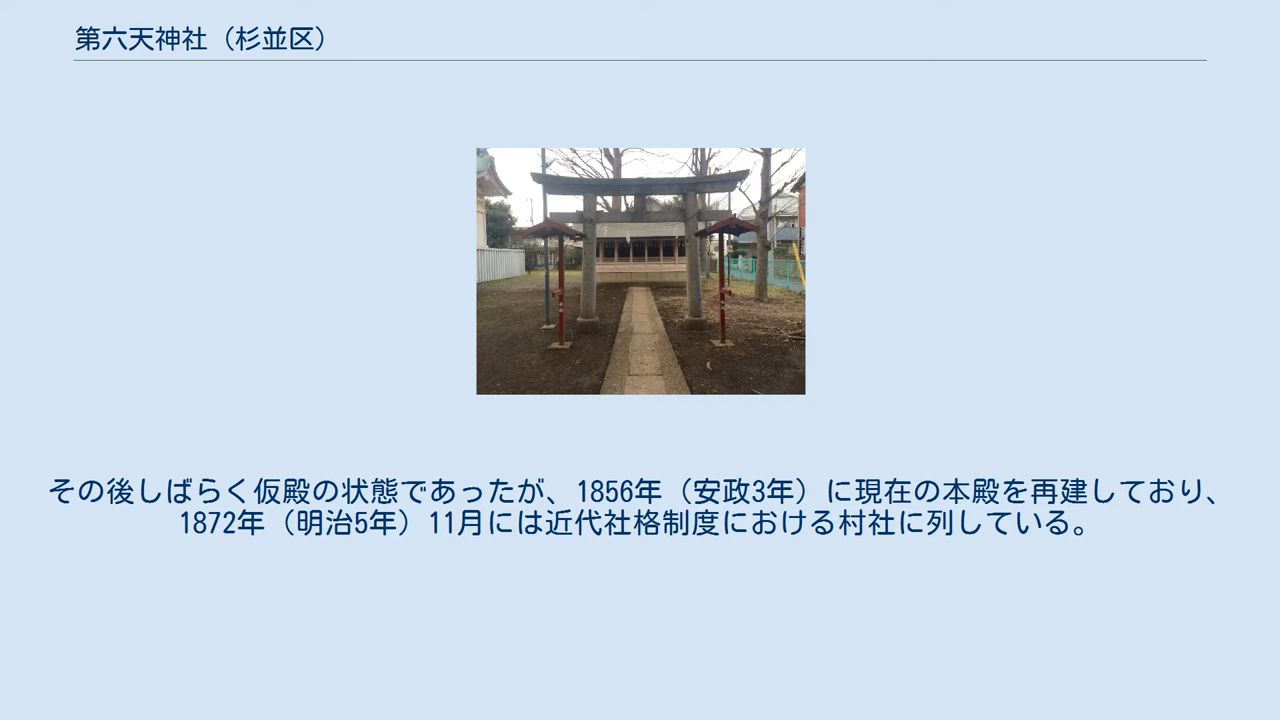 第六天神社（杉並区）
その後しばらく仮殿の状態であったが、1856年（安政3年）に現在の本殿を再建しており、
1872年（明治5年）11月には近代社格制度における村社に列している。